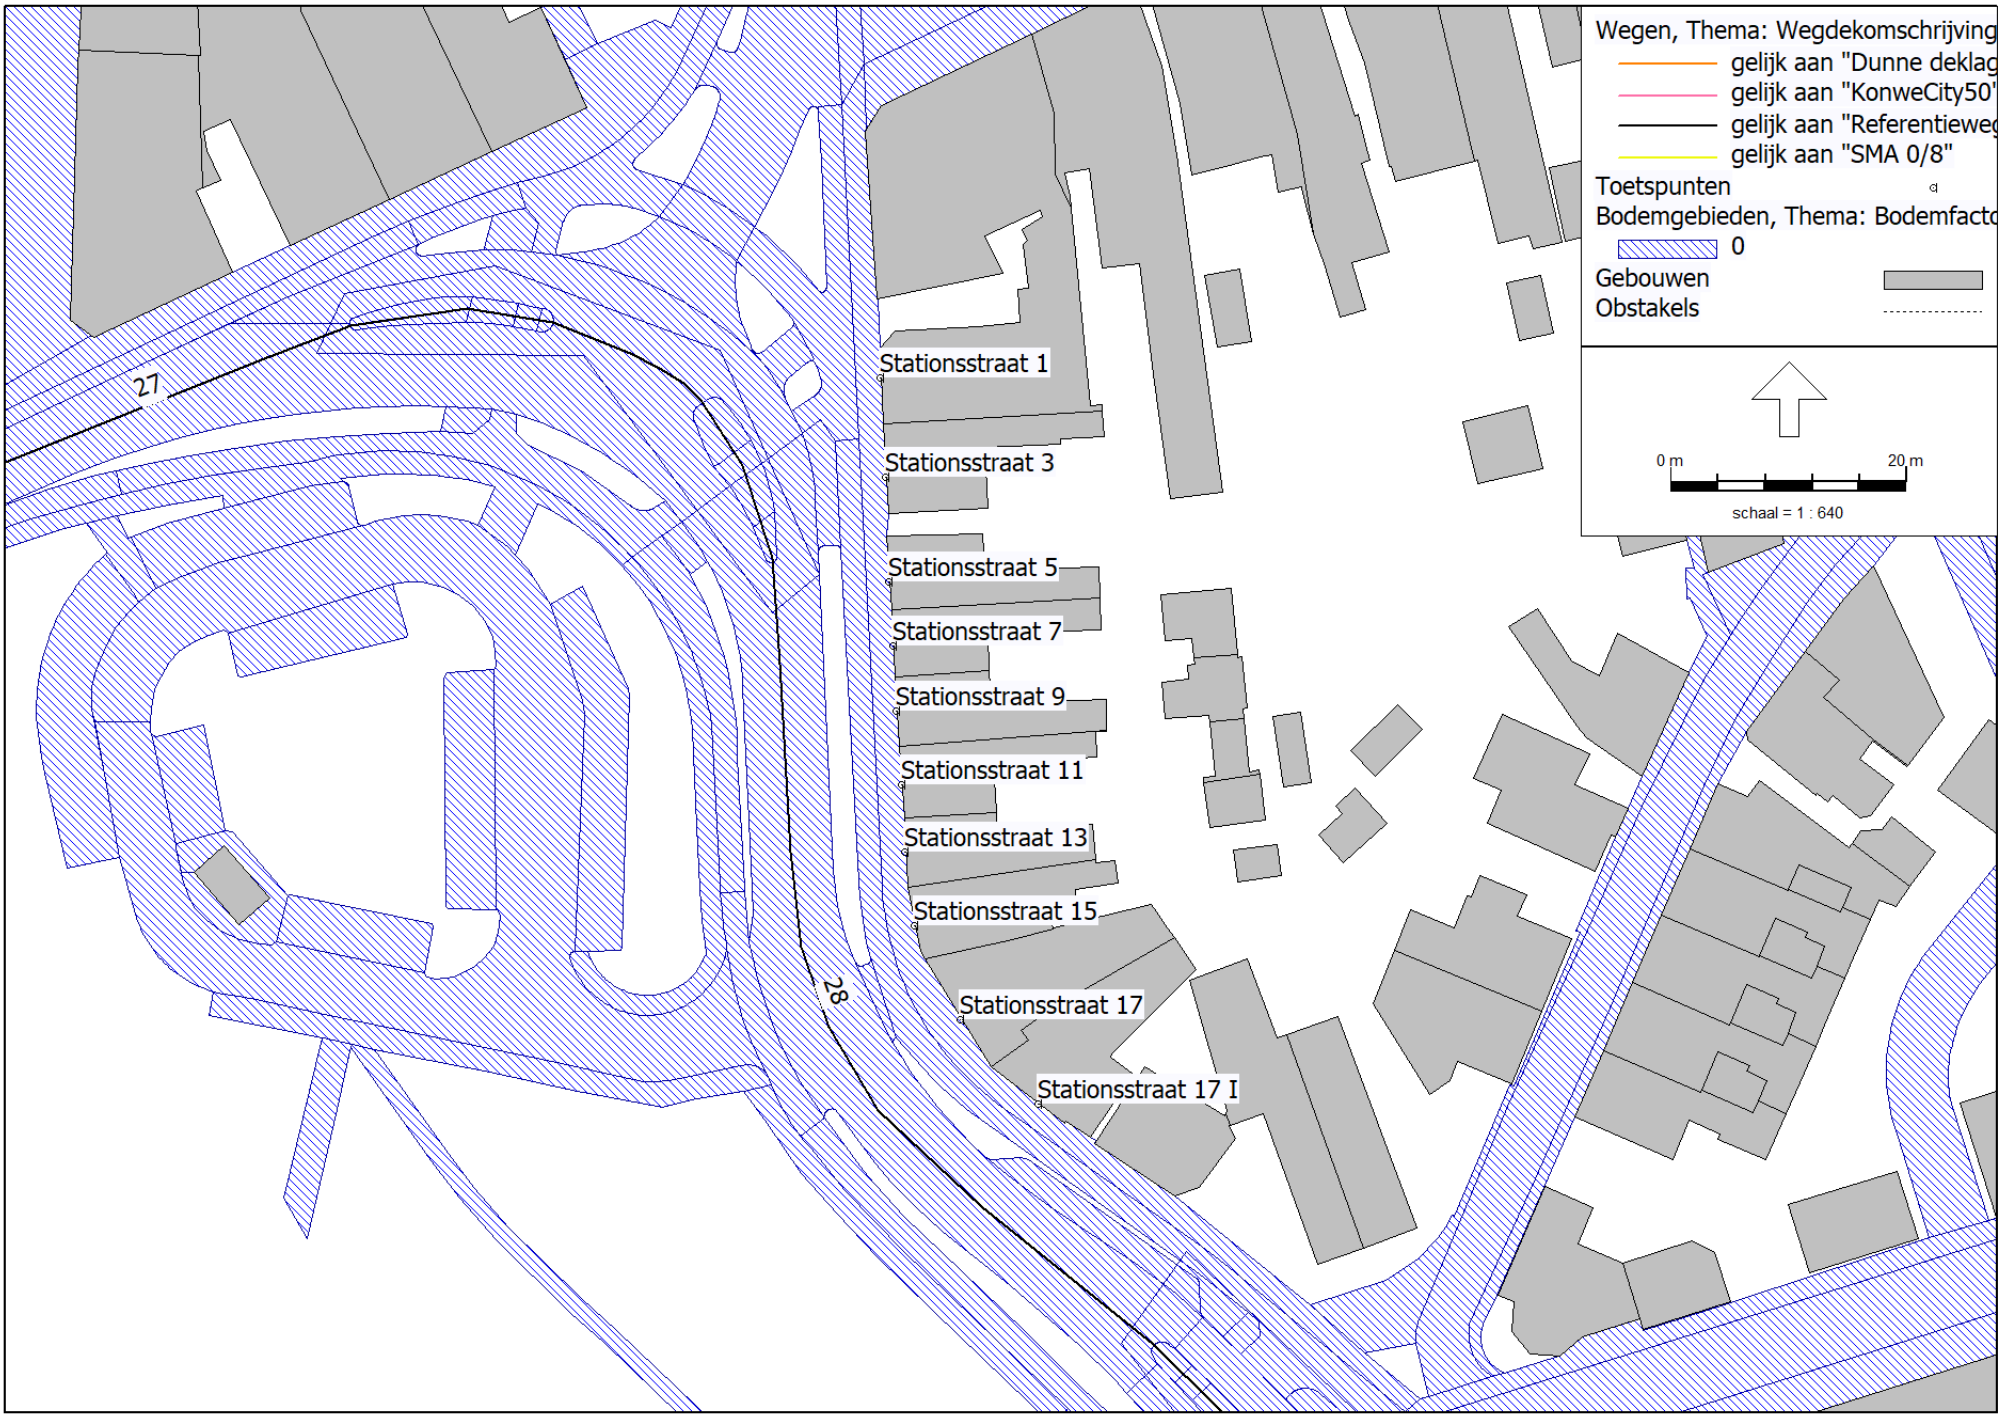 Wegen, Thema: Wegdekomschrijving
gelijk aan "Dunne deklag
gelijk aan "KonweCity50"
gelijk aan "Referentieweg
gelijk aan "SMA 0/8"
Toetspunten
Bodemgebieden, Thema: Bodemfacto
0
Gebouwen
Obstakels
0 m 20 m
schaal = 1 : 640
27
Stationsstraat 1
Stationsstraat 3
Stationsstraat 5
Stationsstraat 7
Stationsstraat 9
Stationsstraat 11
Stationsstraat 13
Stationsstraat 15
28
Stationsstraat 17
Stationsstraat 17 I